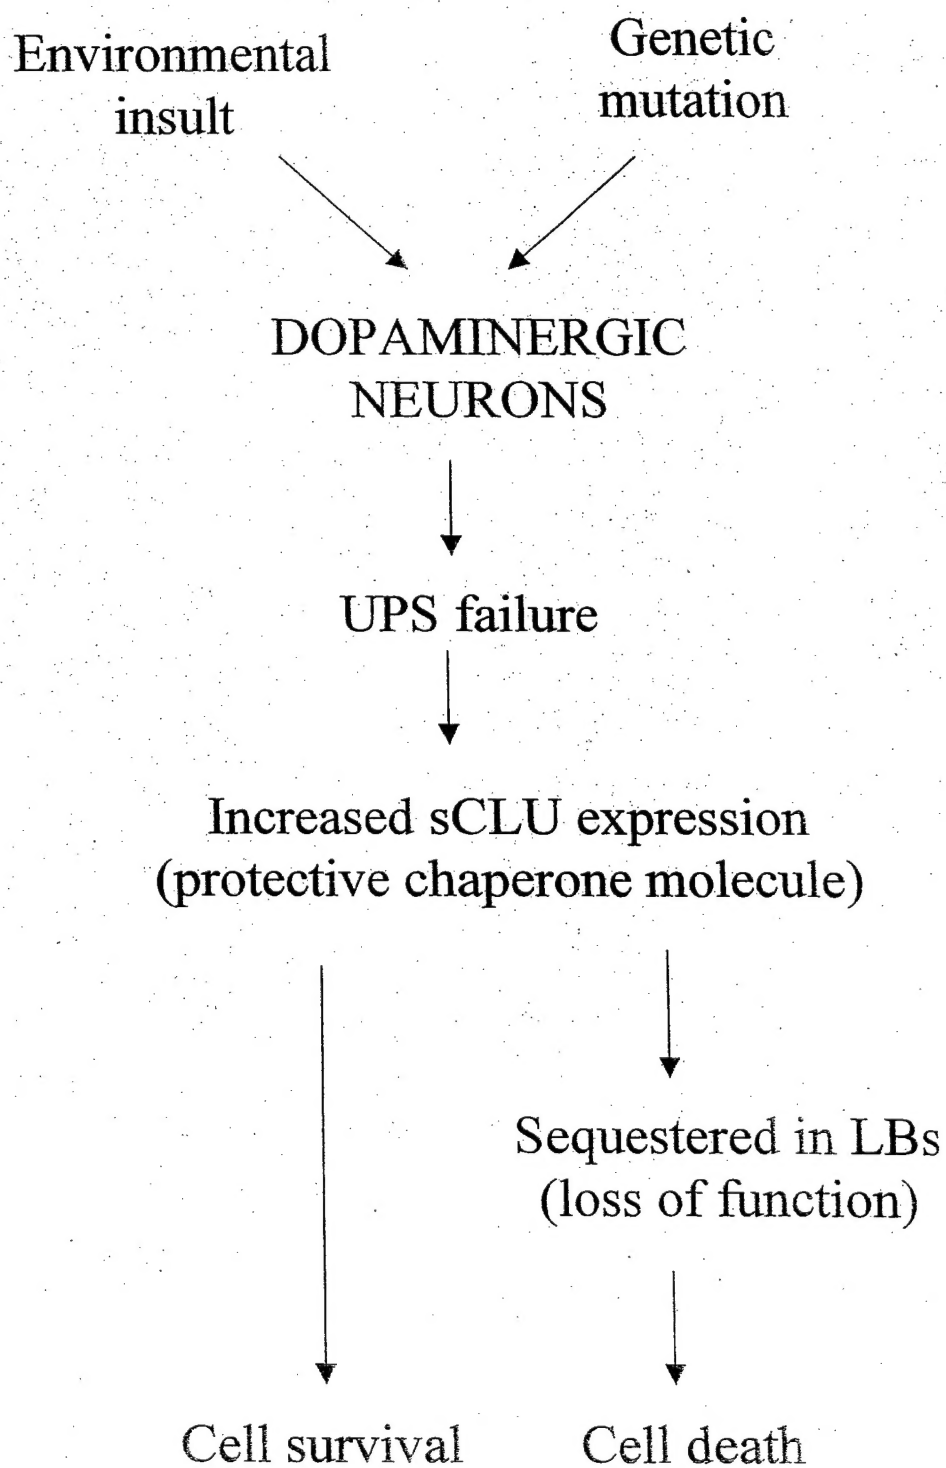 Environmental
insult
Genetic
mutation
DOPAMINERGIC
NEURONS
UPS failure
Increased sCLU expression
(protective chaperone molecule)
Sequestered in LBs
(loss of function)
Cell survival
Cell death